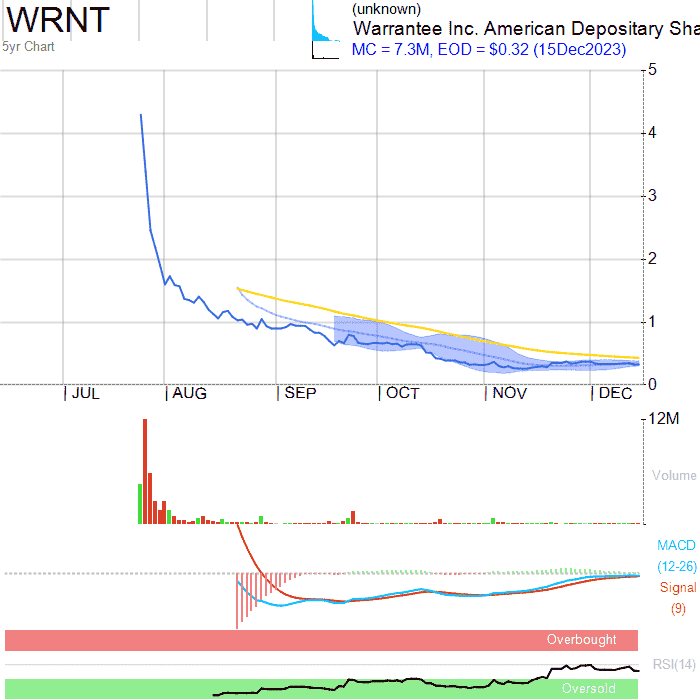 WRNT
(unknown)
Warrantee Inc. American Depositary Sha
5yr Chart
MC = 7.3M, EOD = $0.32 (15Dec2023)
5
4
3
2
1
0
JUL
AUG
SEP
OCT
NOV
DEC
12M
Volume
MACD
(12-26)
Signal
(9)
Overbought
RSI(14)
Oversold